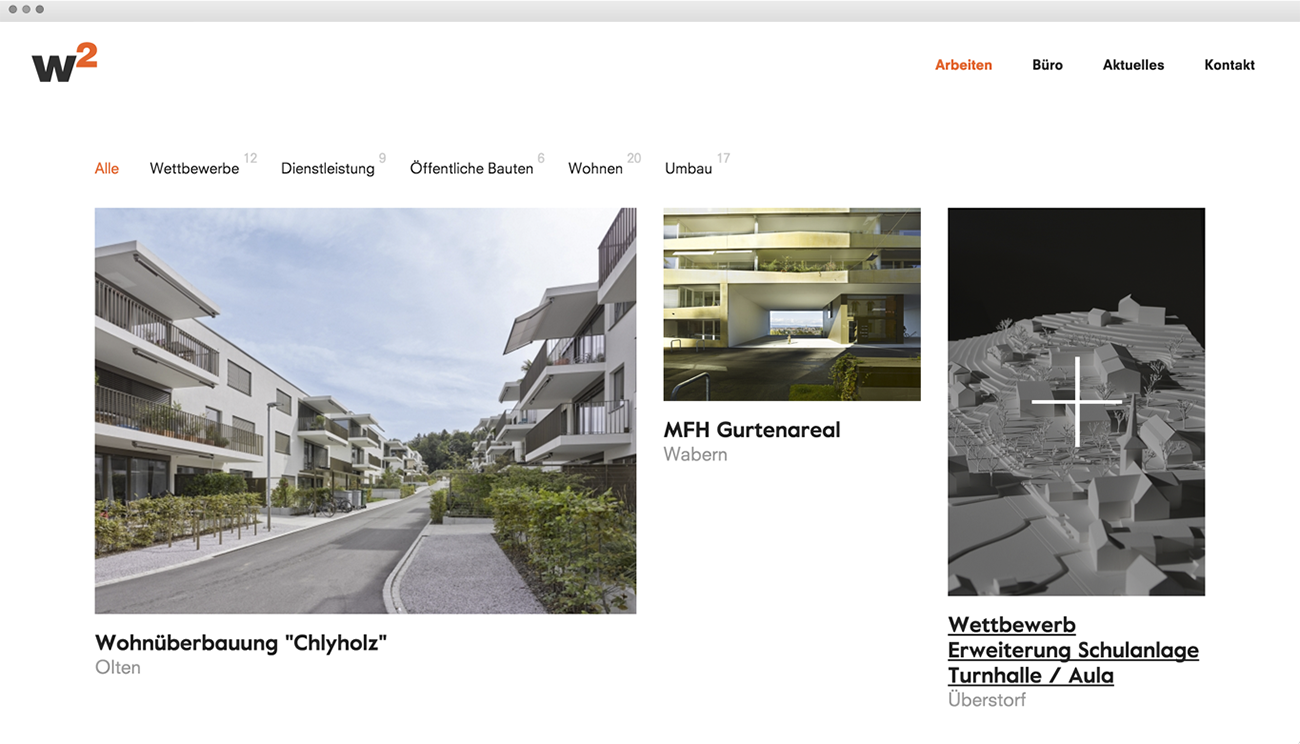 w2
Arbeiten Büro Aktuelles Kontakt
Alle Wettbewerbe 12 Dienstleistung 9 Öffentliche Bauten 6 Wohnen 20 Umbau 17
MFH Gurtenareal
Wabern
Wohnüberbauung "Chlyholz"
Olten
Wettbewerb
Erweiterung Schulanlage
Turnhalle / Aula
Überstorf